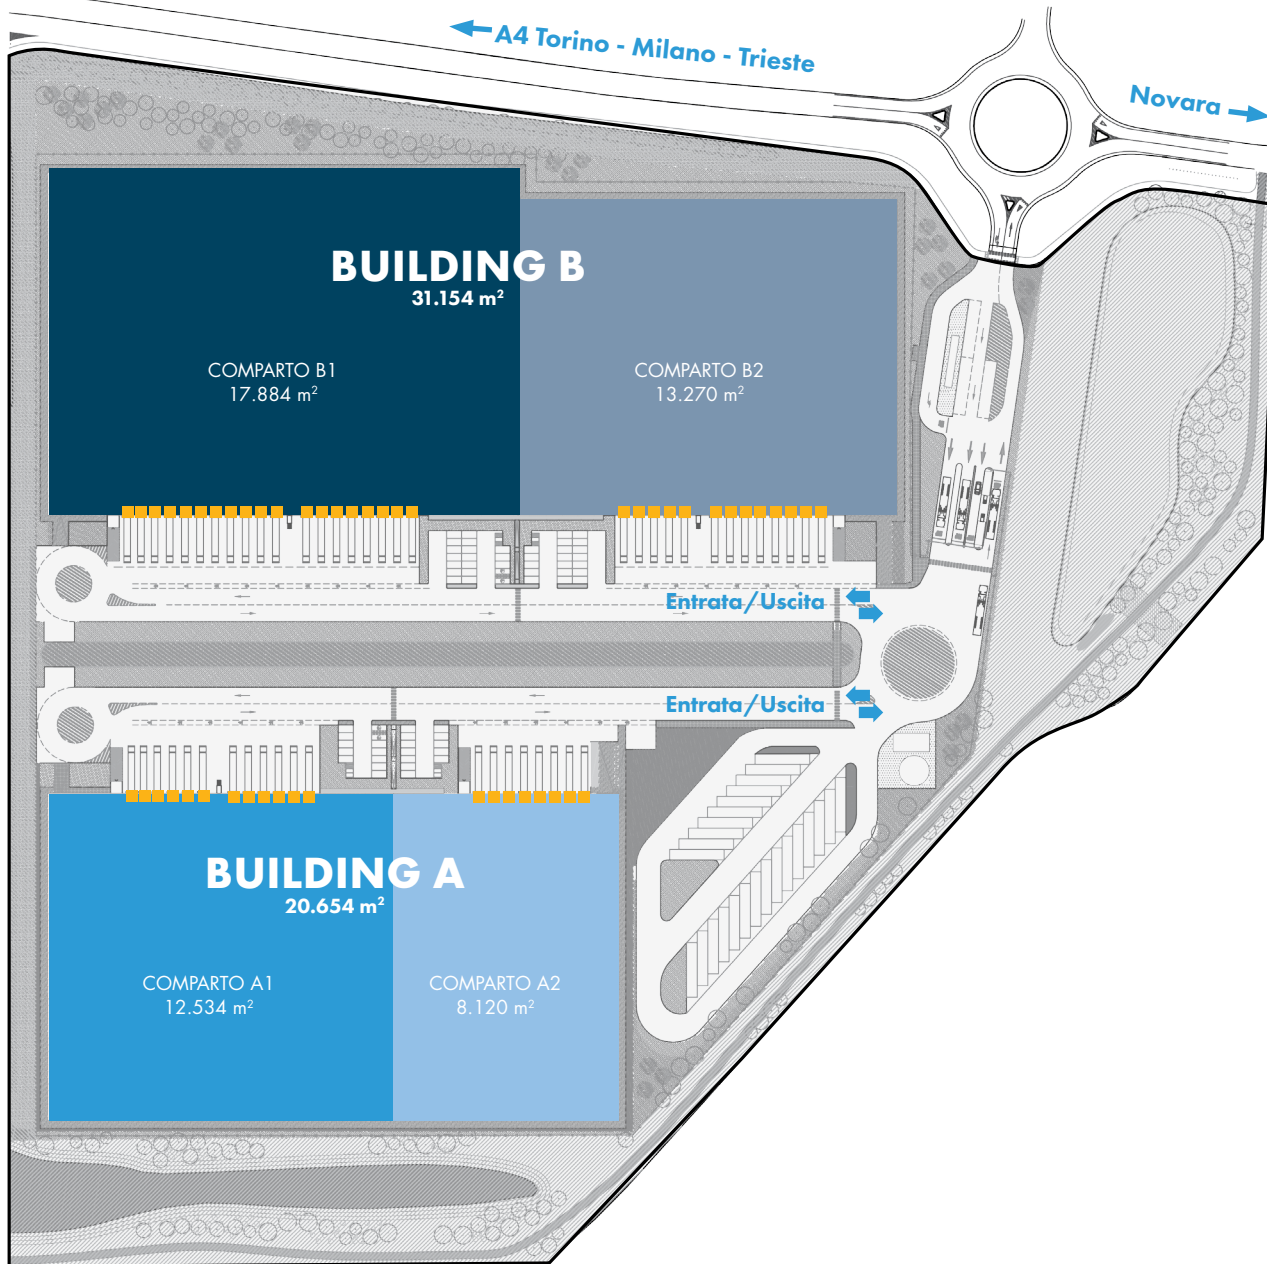 A4 Torino - Milano - Trieste
Novara
BUILDING B
31.154 m²
COMPARTO B1
17.884 m²
COMPARTO B2
13.270 m²
Entrata/Uscita
Entrata/Uscita
BUILDING A
20.654 m²
COMPARTO A1
12.534 m²
COMPARTO A2
8.120 m²